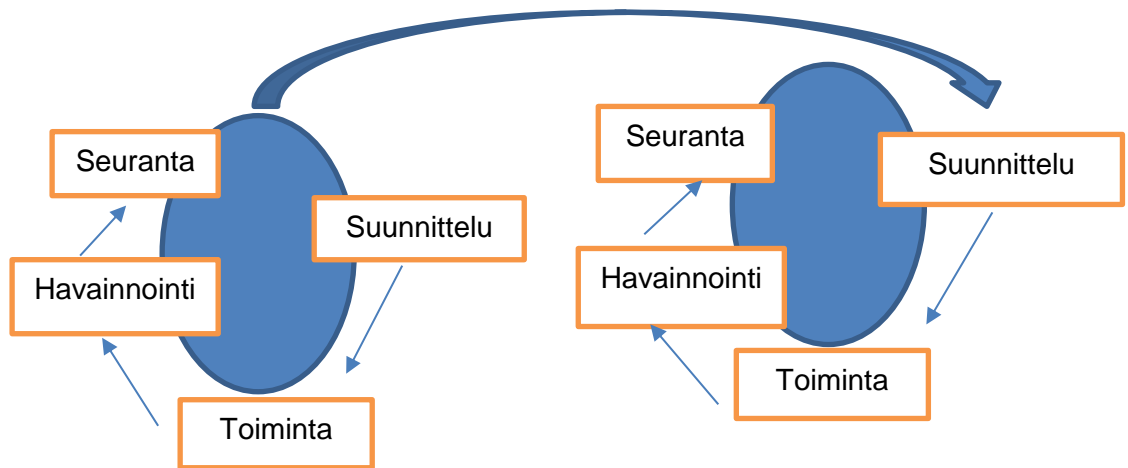 Seuranta
Suunnittelu
Havainnointi
Toiminta
Seuranta
Suunnittelu
Havainnointi
Toiminta